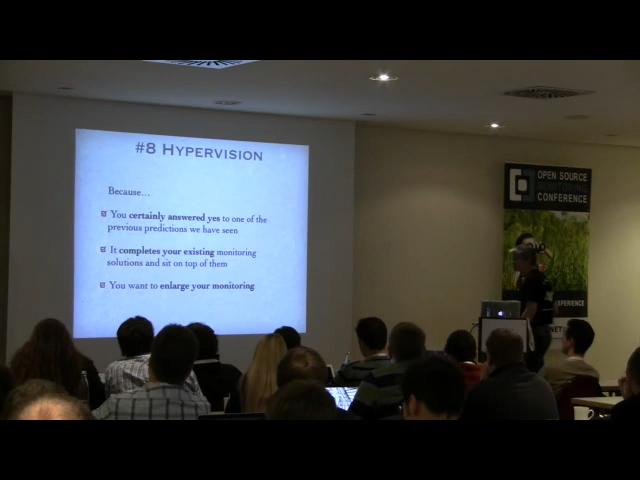 #8 Hypervision
Because...
You certainly answered yes to one of the
previous predictions we have seen
It completes your existing monitoring
solutions and sit on top of them
You want to enlarge your monitoring
OPEN SOURCE
MONITORING
CONFERENCE